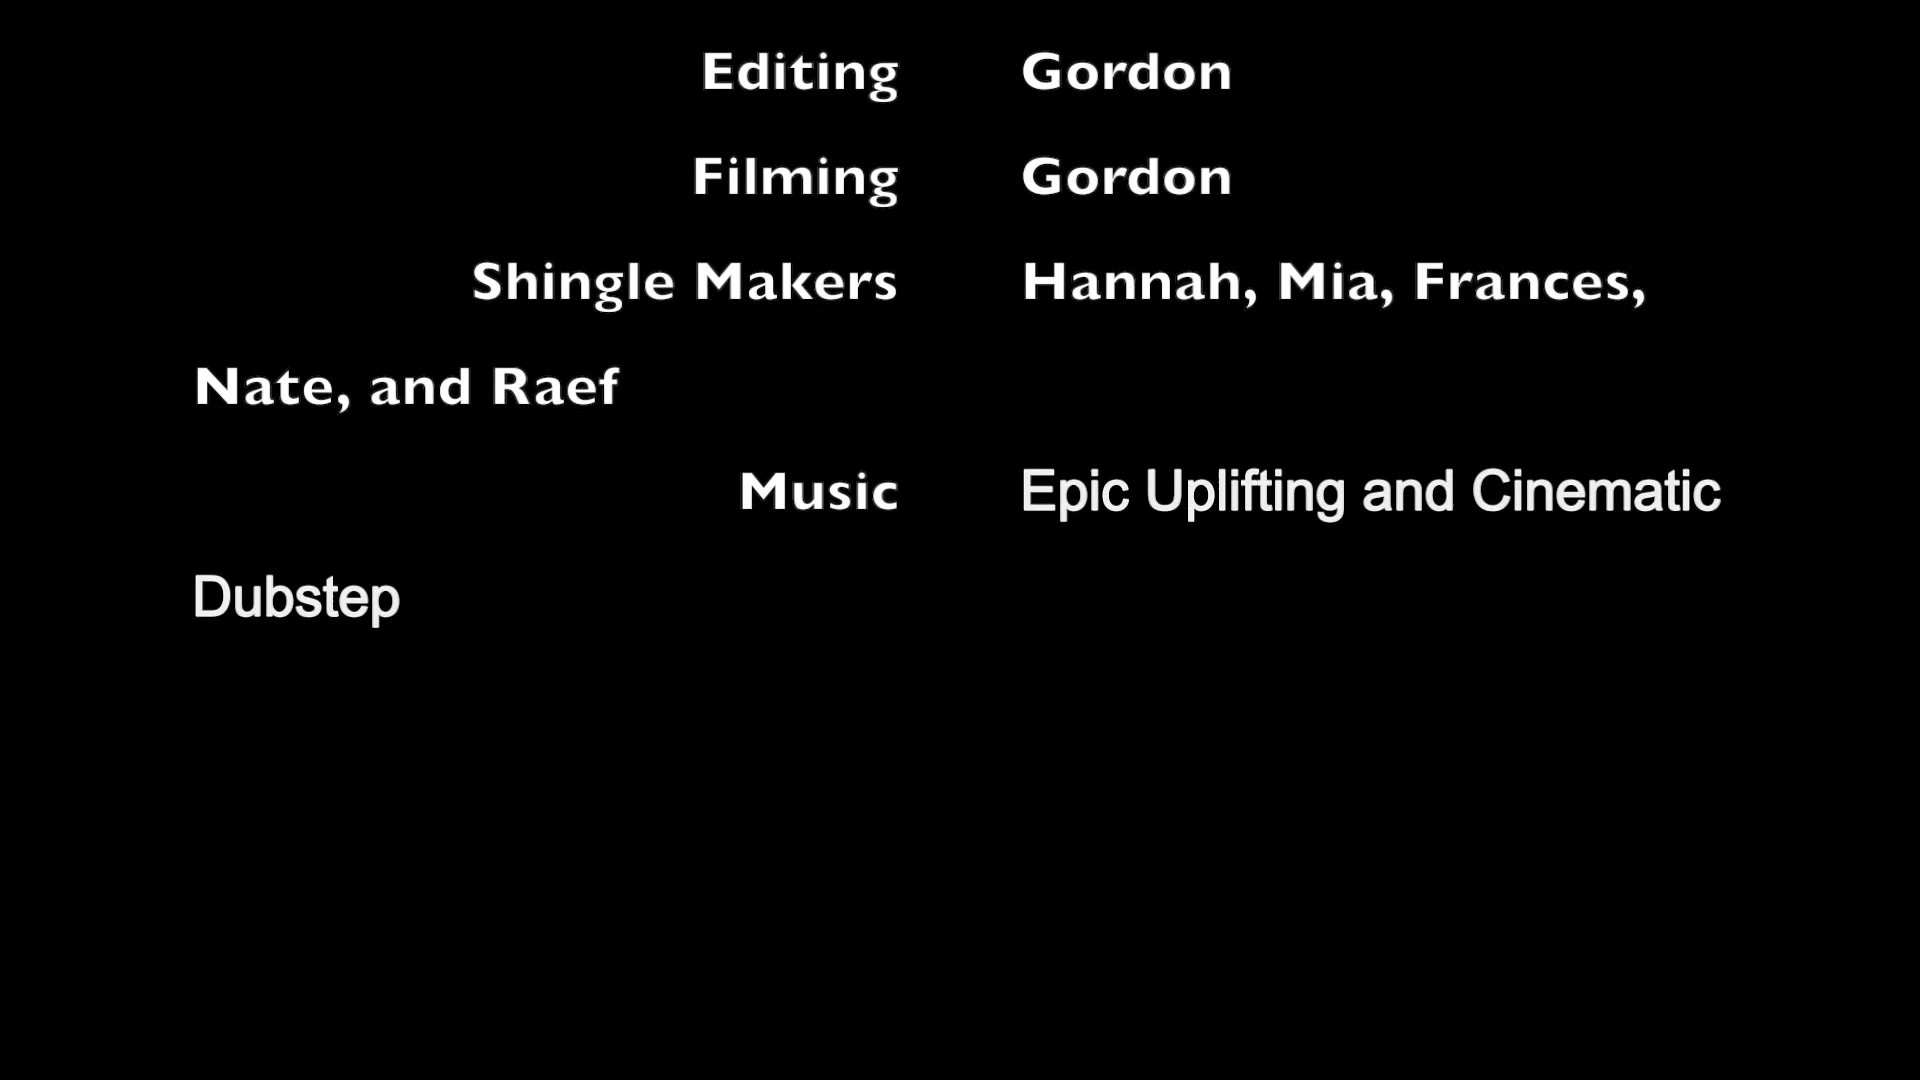 Editing Gordon
Filming Gordon
Shingle Makers Hannah, Mia, Frances,
Nate, and Raef
Music Epic Uplifting and Cinematic
Dubstep